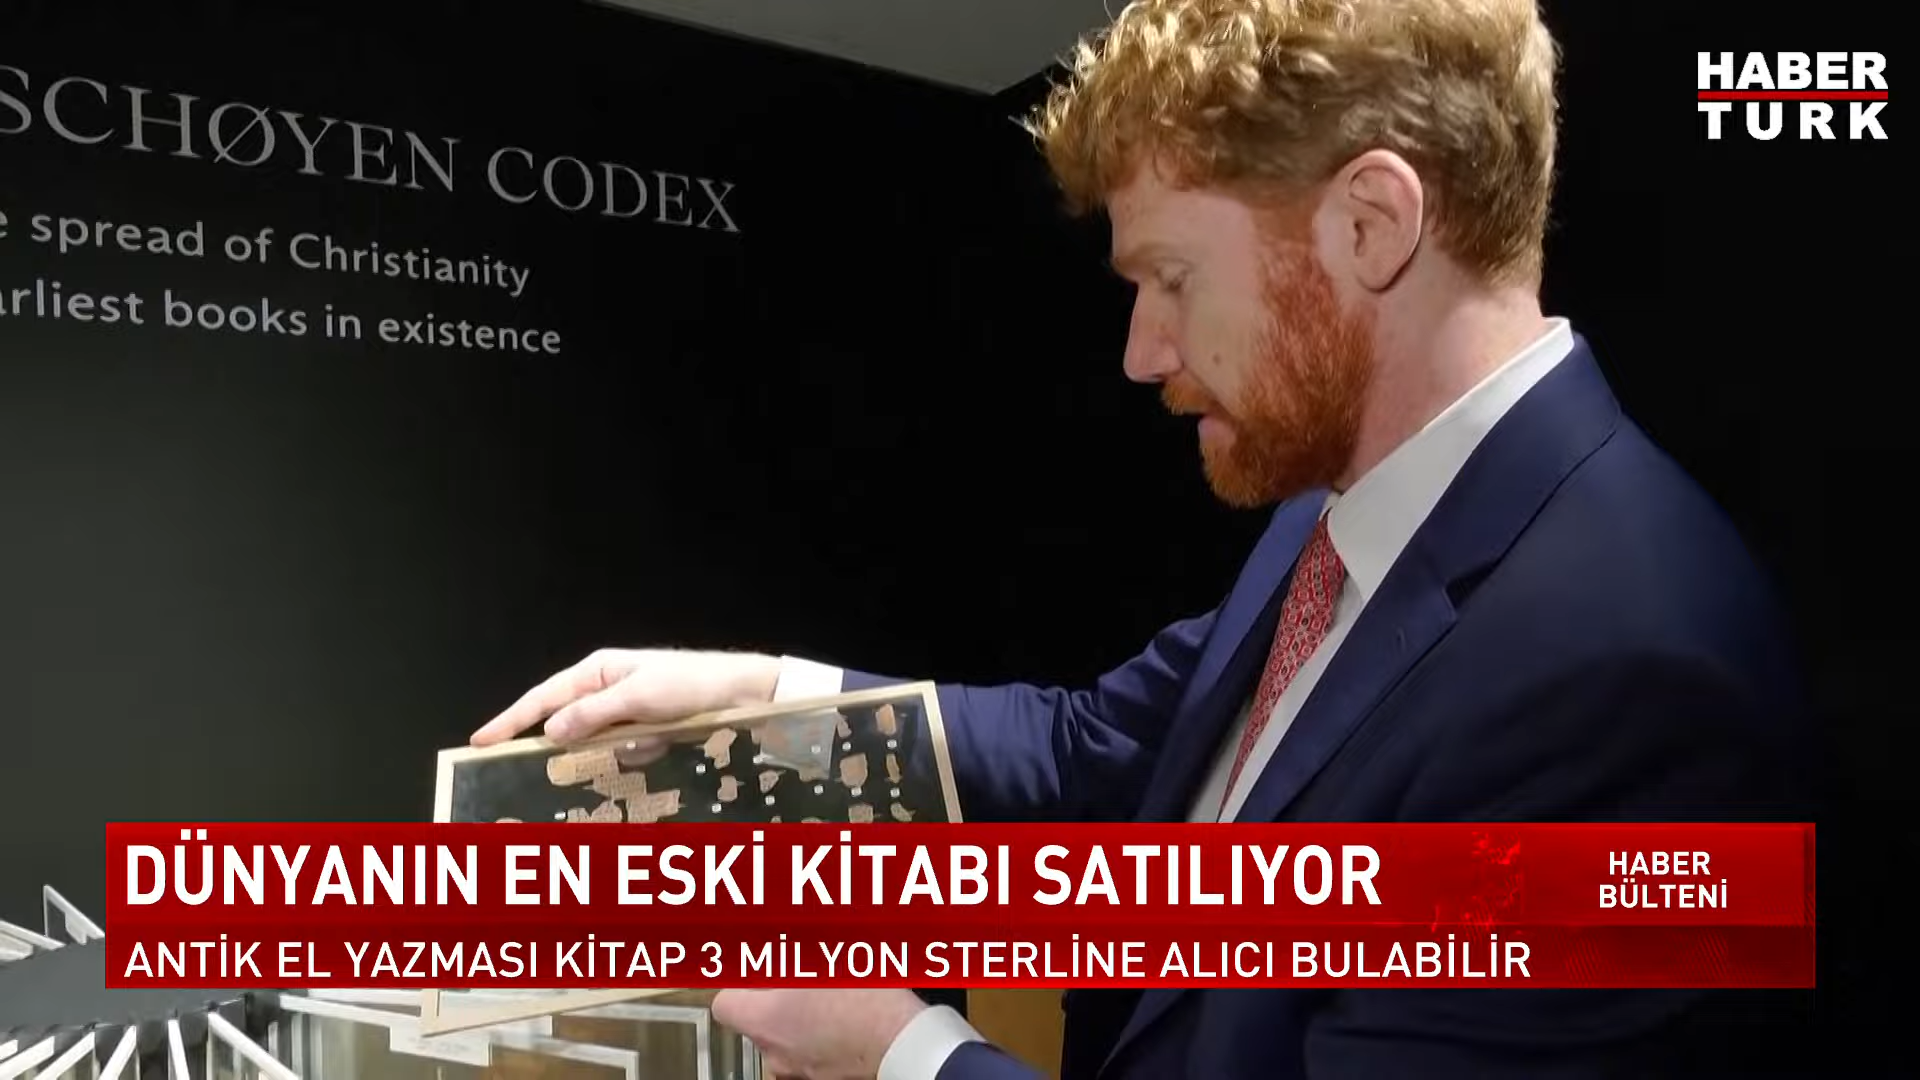 SCHØYEN CODEX
spread of Christianity
books in existence
HABER
TURK
DÜNYANIN EN ESKİ KİTABI SATILIYOR
HABER
BÜLTENİ
ANTİK EL YAZMASI KİTAP 3 MİLYON STERLİNE ALICI BULABİLİR